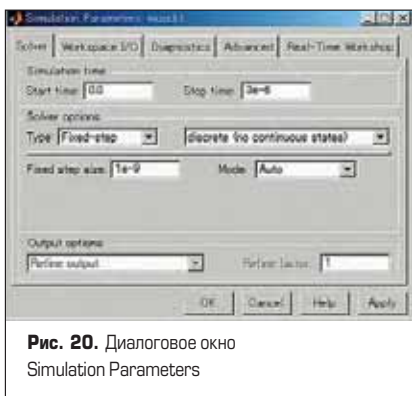 Simulation Parameters:
Solver Workspace I/O Diagnostics Advanced Real-Time Workshop
Simulation time
Start time: 0.0 Stop time: 3e-6
Solver options
Type: Fixed-step discrete (no continuous states)
Fixed step size: 1e-9 Mode: Auto
Output options
Refine output Refine factor: 1
OK Cancel Help Apply
Рис. 20. Диалоговое окно
Simulation Parameters